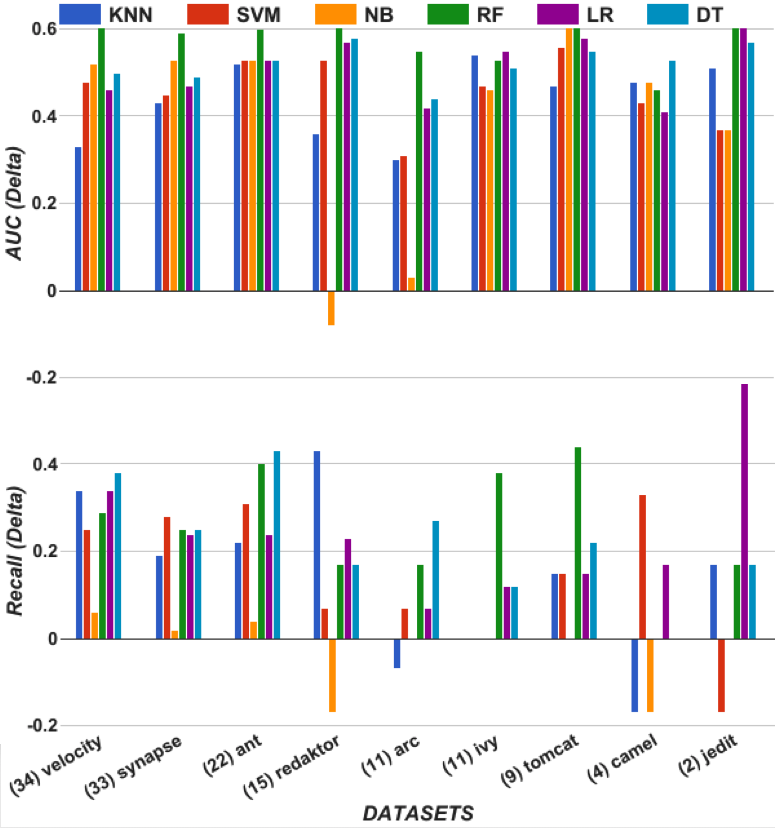 KNN SVM NB RF LR DT
0.6
0.4
0.2
0
-0.2
AUC (Delta)
0.4
0.2
0
-0.2
Recall (Delta)
(34) velocity
(33) synapse
(22) ant
(15) redaktor
(11) arc
(11) ivy
(9) tomcat
(4) camel
(2) jedit
DATASETS